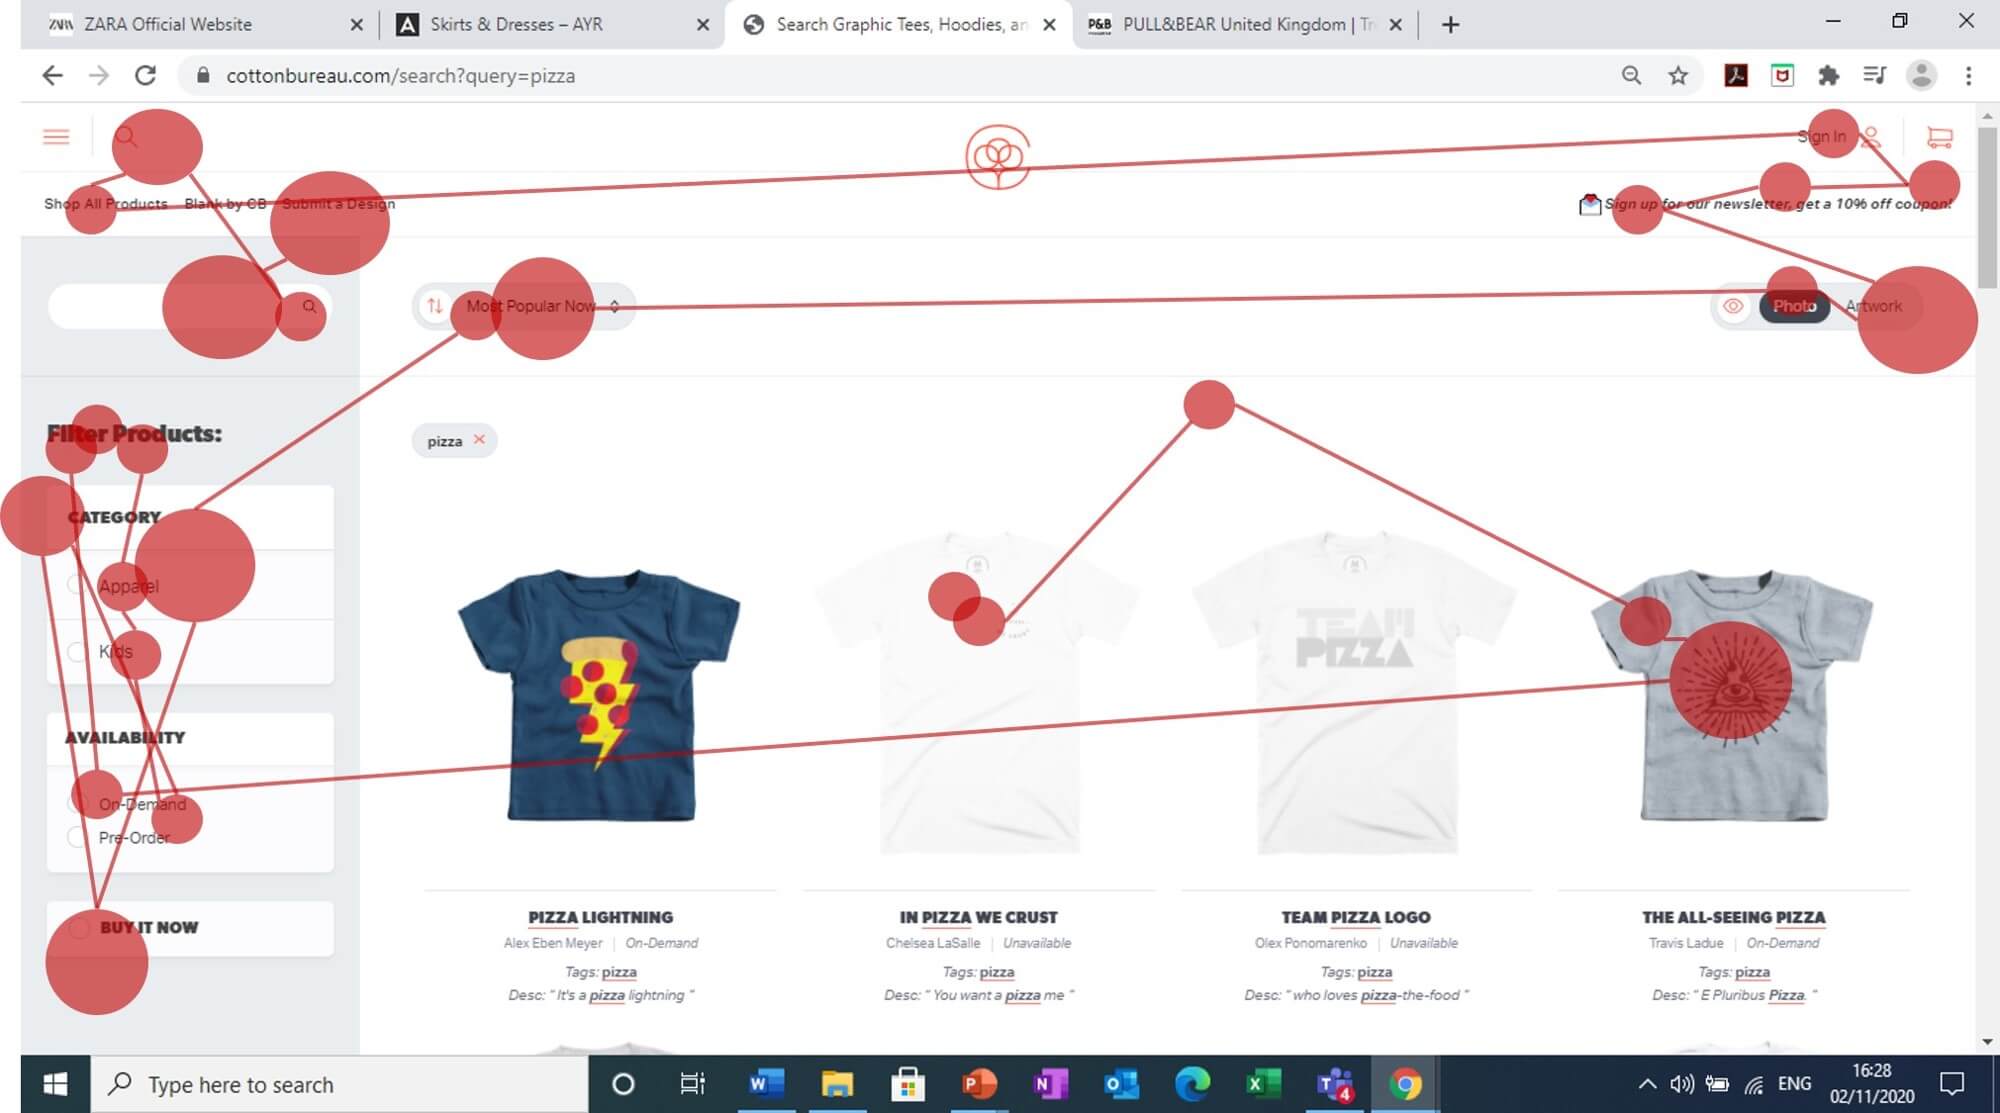 ZARA ZARA Official Website
A Skirts & Dresses – AYR
Search Graphic Tees, Hoodies, an
P&B PULL&BEAR United Kingdom | Tr
cottonbureau.com/search?query=pizza
Sign In
Shop All Products Blank by CB Submit a Design
Sign up for our newsletter, get a 10% off coupon!
Most Popular Now
Photo Artwork
Filter Products:
pizza
CATEGORY
Apparel
Kids
AVAILABILITY
On-Demand
Pre-Order
BUY IT NOW
TEAM
PIZZA
PIZZA LIGHTNING
Alex Eben Meyer | On-Demand
Tags: pizza
Desc: " It's a pizza lightning "
IN PIZZA WE CRUST
Chelsea LaSalle | Unavailable
Tags: pizza
Desc: " You want a pizza me "
TEAM PIZZA LOGO
Olex Ponomarenko | Unavailable
Tags: pizza
Desc: " who loves pizza-the-food "
THE ALL-SEEING PIZZA
Travis Ladue | On-Demand
Tags: pizza
Desc: " E Pluribus Pizza. "
Type here to search
W
P
N
O
X
T 4
ENG
16:28
02/11/2020